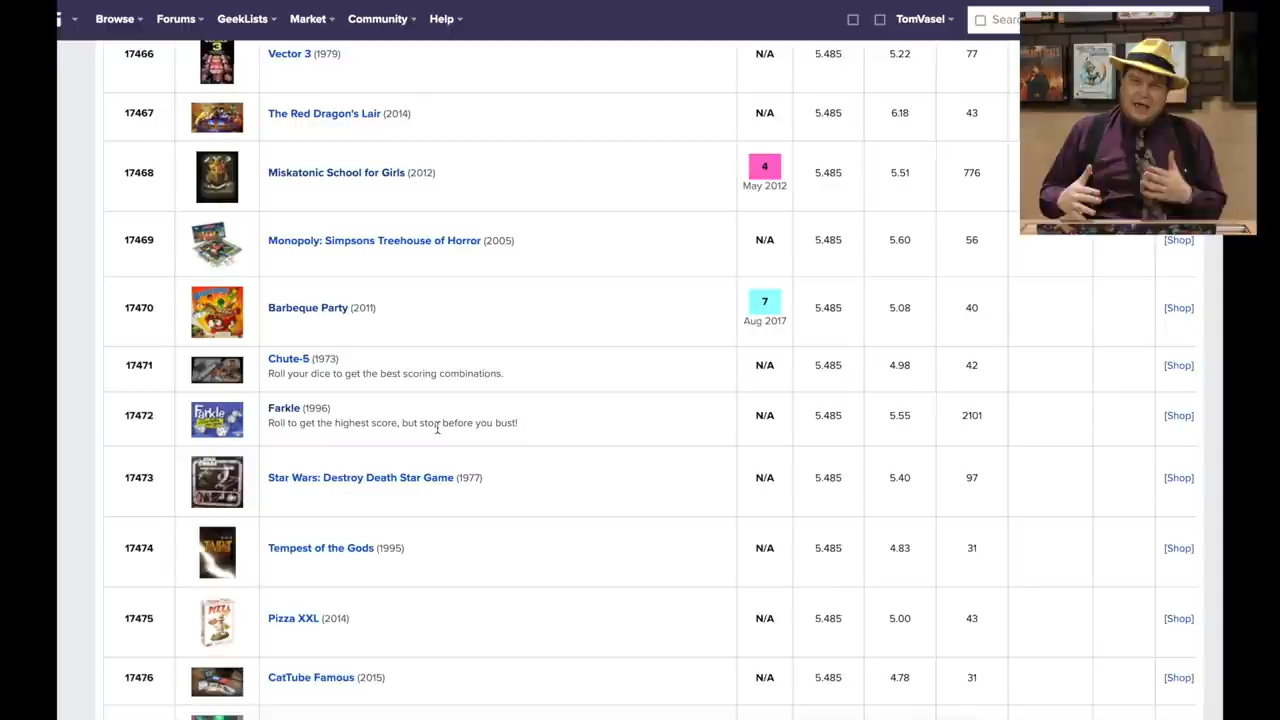 Browse Forums GeekLists Market Community Help TomVasel Sear
17466 Vector 3 (1979) N/A 5.485 5.22 77
17467 The Red Dragon's Lair (2014) N/A 5.485 6.18 43
17468 Miskatonic School for Girls (2012) 4 5.485 5.51 776
May 2012
17469 Monopoly: Simpsons Treehouse of Horror (2005) N/A 5.485 5.60 56 [Shop]
17470 Barbeque Party (2011) 7 5.485 5.08 40 [Shop]
Aug 2017
17471 Chute-5 (1973) N/A 5.485 4.98 42 [Shop]
Roll your dice to get the best scoring combinations.
17472 Farkle (1996) N/A 5.485 5.55 2101 [Shop]
Roll to get the highest score, but stop before you bust!
Farkle
17473 Star Wars: Destroy Death Star Game (1977) N/A 5.485 5.40 97 [Shop]
17474 Tempest of the Gods (1995) N/A 5.485 4.83 31 [Shop]
17475 Pizza XXL (2014) N/A 5.485 5.00 43 [Shop]
PIZZA
17476 CatTube Famous (2015) N/A 5.485 4.78 31 [Shop]